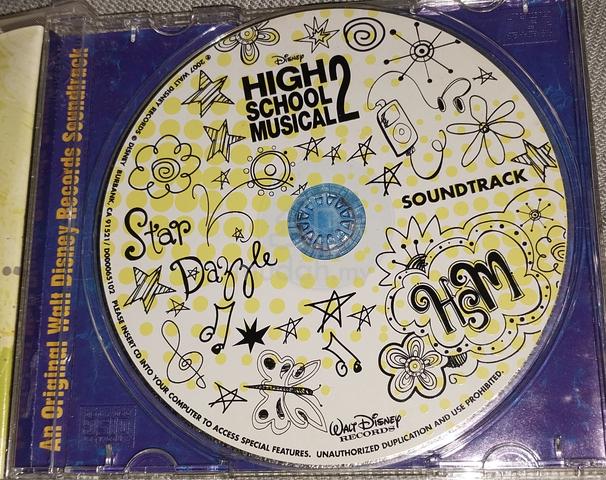 An Original Walt Disney Records Soundtrack
Disney
HIGH
SCHOOL
MUSICAL 2
SOUNDTRACK
Star
Dazzle
HSM
WALT DISNEY
RECORDS
℗ 2007 WALT DISNEY RECORDS © DISNEY, BURBANK, CA 91521/ D000065102
PLEASE INSERT CD INTO YOUR COMPUTER TO ACCESS SPECIAL FEATURES. UNAUTHORIZED DUPLICATION AND USE PROHIBITED.